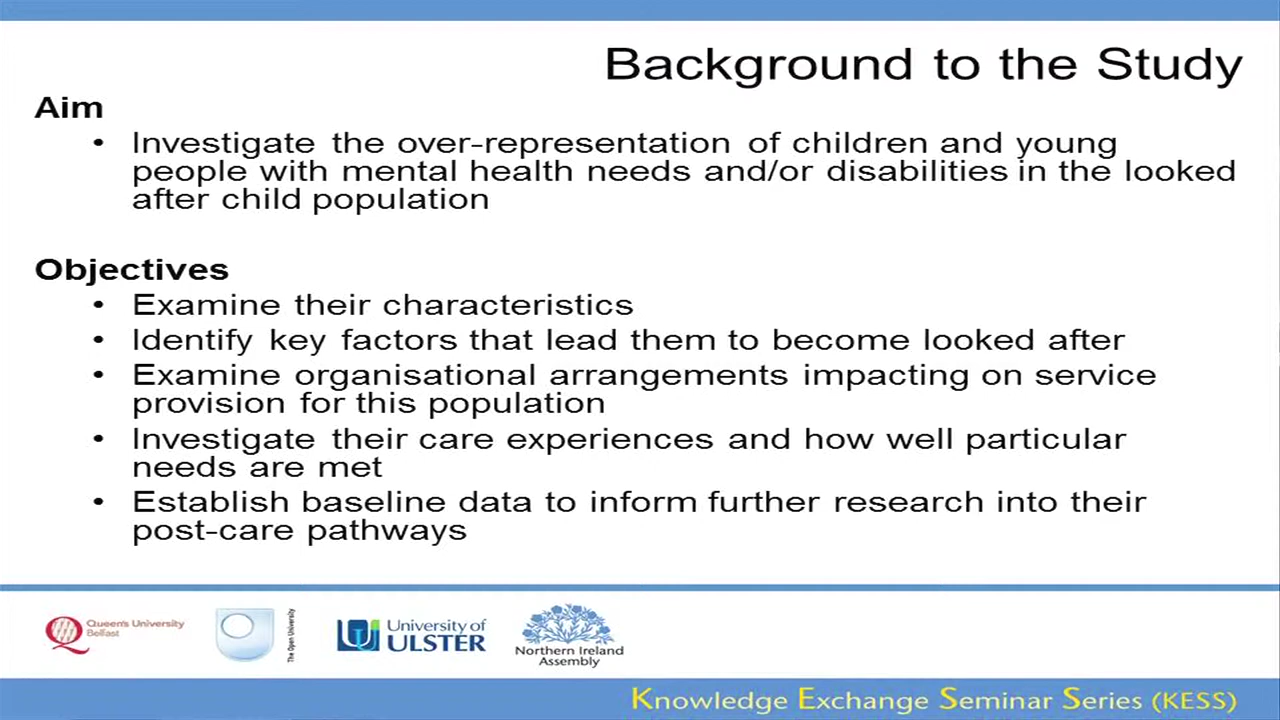 Background to the Study
Aim
• Investigate the over-representation of children and young
people with mental health needs and/or disabilities in the looked
after child population
Objectives
• Examine their characteristics
• Identify key factors that lead them to become looked after
• Examine organisational arrangements impacting on service
provision for this population
• Investigate their care experiences and how well particular
needs are met
• Establish baseline data to inform further research into their
post-care pathways
Queen's University
Belfast
The Open University
University of
ULSTER
Northern Ireland
Assembly
Knowledge Exchange Seminar Series (KESS)